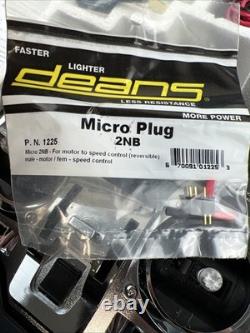 FASTER
LIGHTER
deans
LESS RESISTANCE
MORE POWER
Micro Plug
2NB
P. N. 1225
Micro 2NB - For motor to speed control (reversible)
male - motor / fem - speed control